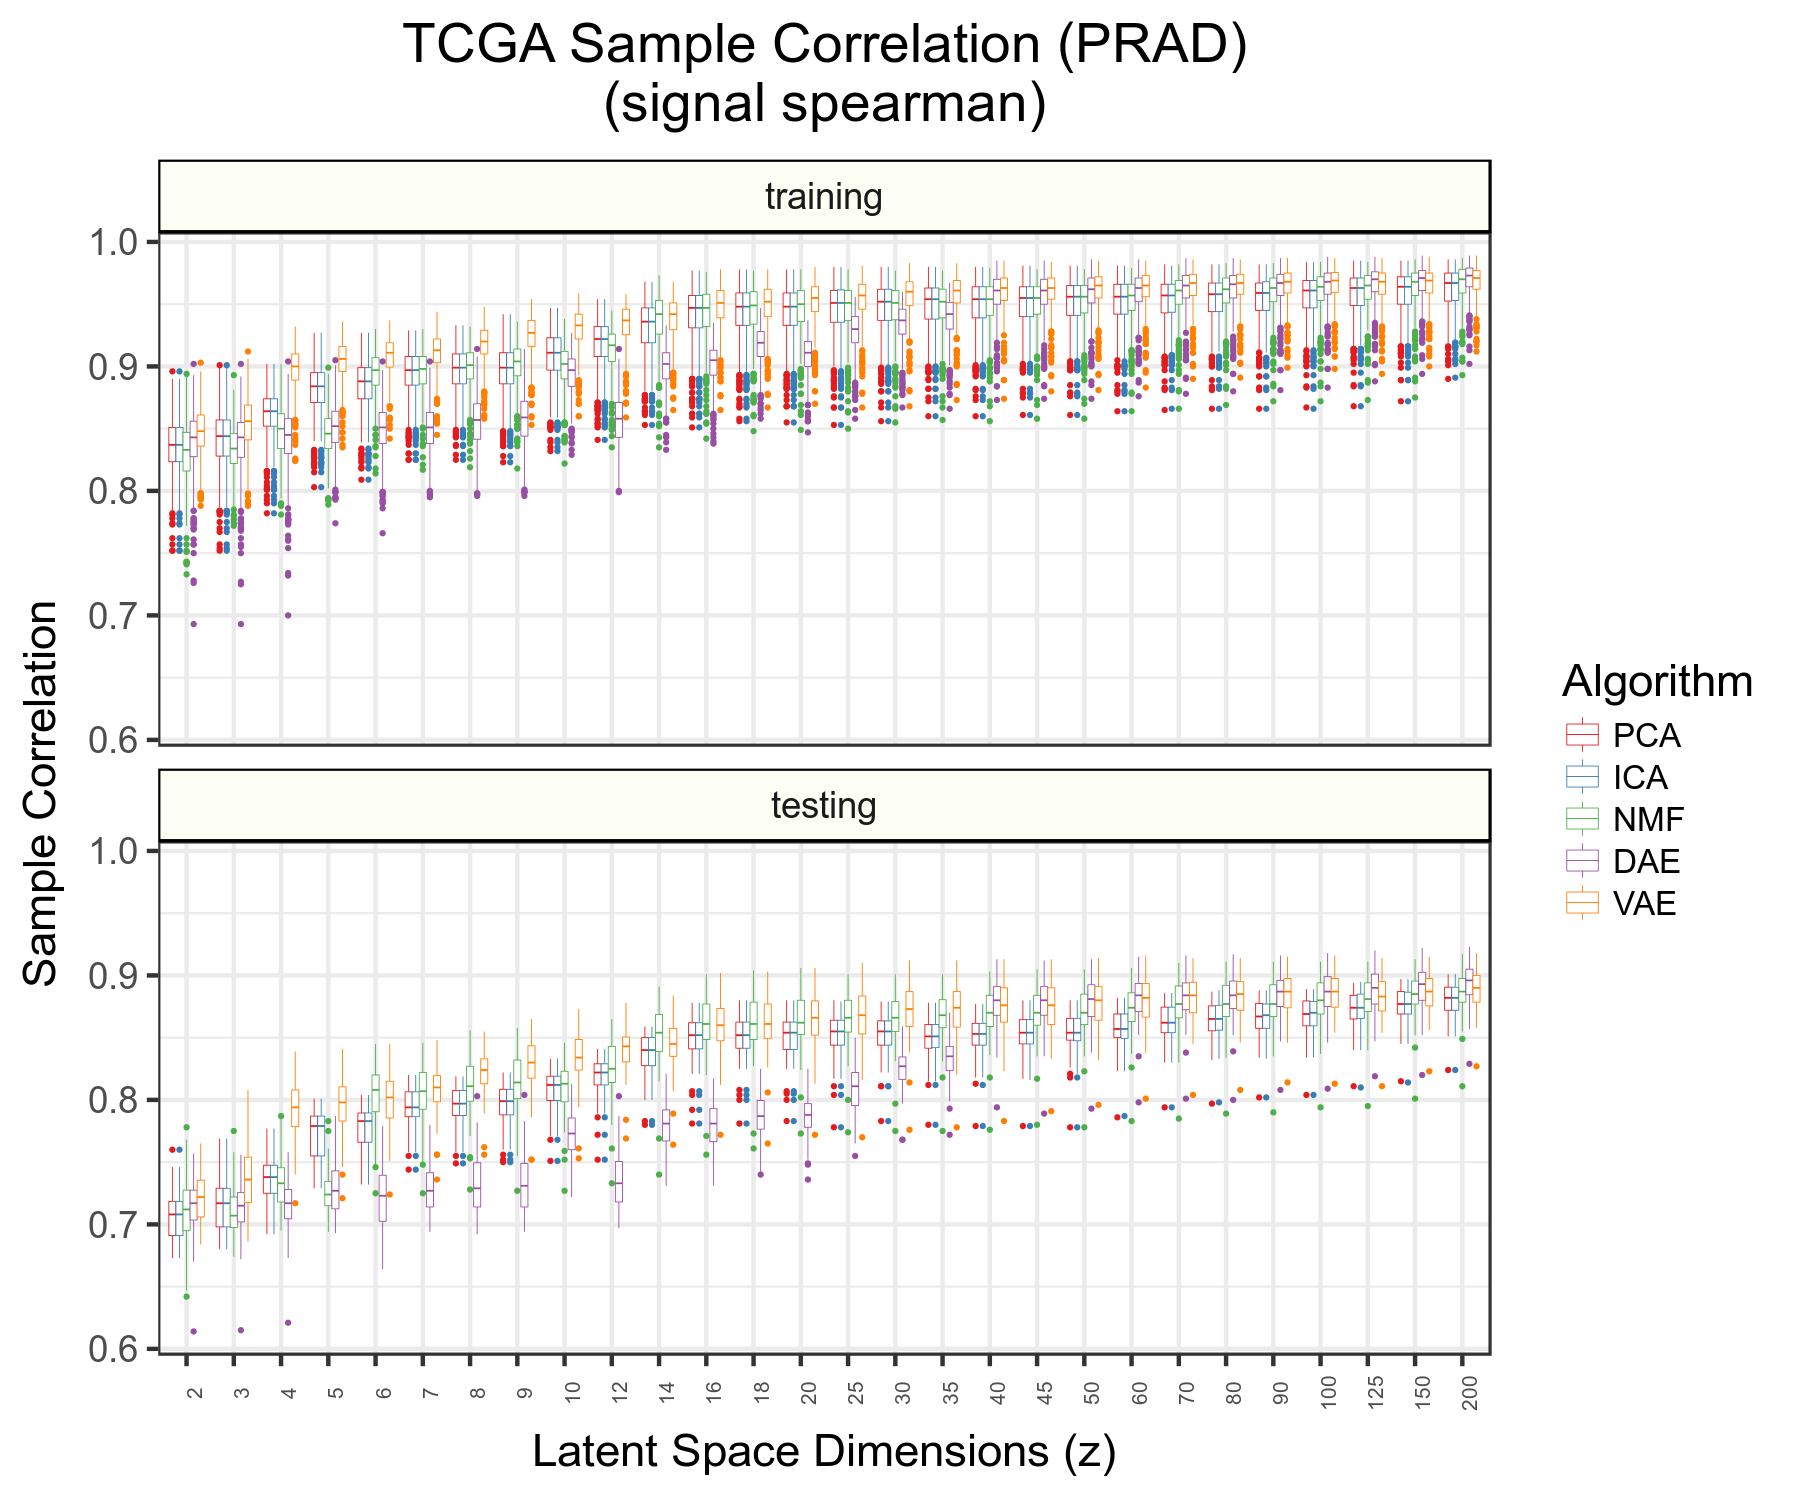 TCGA Sample Correlation (PRAD)
(signal spearman)
training
1.0
0.9
0.8
0.7
0.6
testing
1.0
0.9
0.8
0.7
0.6
Sample Correlation
2 3 4 5 6 7 8 9 10 12 14 16 18 20 25 30 35 40 45 50 60 70 80 90 100 125 150 200
Latent Space Dimensions (z)
Algorithm
PCA
ICA
NMF
DAE
VAE